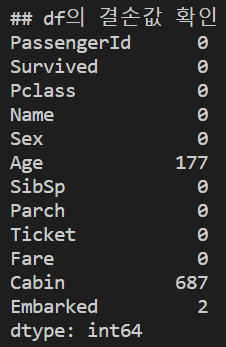 ## df의 결손값 확인
PassengerId 0
Survived 0
Pclass 0
Name 0
Sex 0
Age 177
SibSp 0
Parch 0
Ticket 0
Fare 0
Cabin 687
Embarked 2
dtype: int64